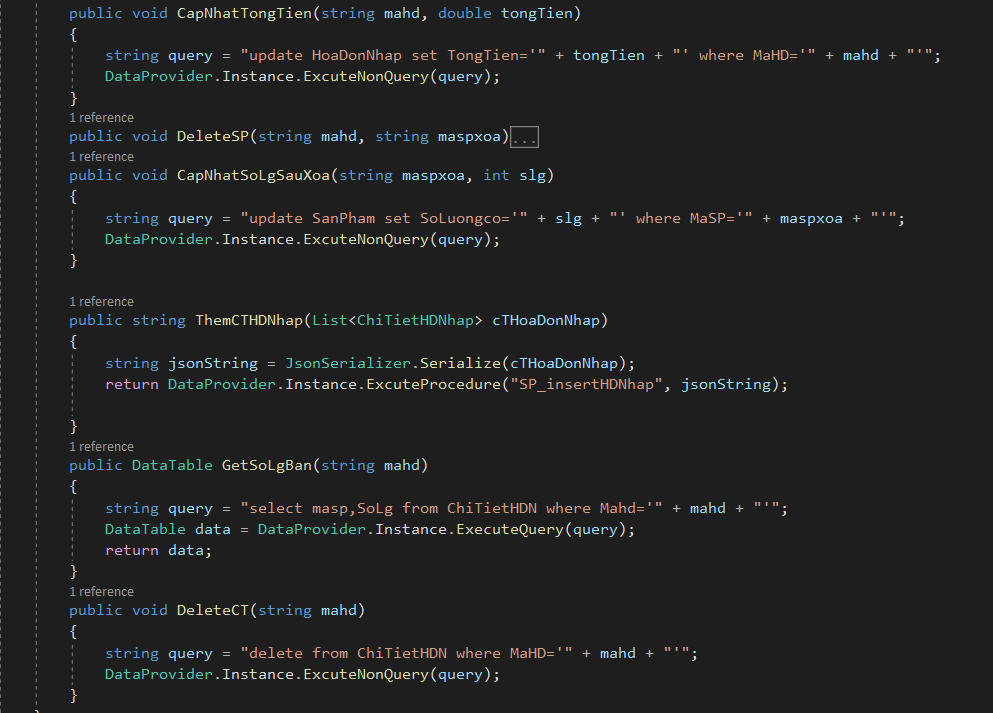 public void CapNhatTongTien(string mahd, double tongTien)
{
string query = "update HoaDonNhap set TongTien='" + tongTien + "' where MaHD='" + mahd + "'";
DataProvider.Instance.ExcuteNonQuery(query);
}
1 reference
public void DeleteSP(string mahd, string maspxoa)...
1 reference
public void CapNhatSoLgSauXoa(string maspxoa, int slg)
{
string query = "update SanPham set SoLuongco='" + slg + "' where MaSP='" + maspxoa + "'";
DataProvider.Instance.ExcuteNonQuery(query);
}
1 reference
public string ThemCTHDNhap(List<ChiTietHDNhap> cTHoaDonNhap)
{
string jsonString = JsonSerializer.Serialize(cTHoaDonNhap);
return DataProvider.Instance.ExcuteProcedure("SP_insertHDNhap", jsonString);
}
1 reference
public DataTable GetSoLgBan(string mahd)
{
string query = "select masp,SoLg from ChiTietHDN where Mahd='" + mahd + "'";
DataTable data = DataProvider.Instance.ExecuteQuery(query);
return data;
}
1 reference
public void DeleteCT(string mahd)
{
string query = "delete from ChiTietHDN where MaHD='" + mahd + "'";
DataProvider.Instance.ExcuteNonQuery(query);
}